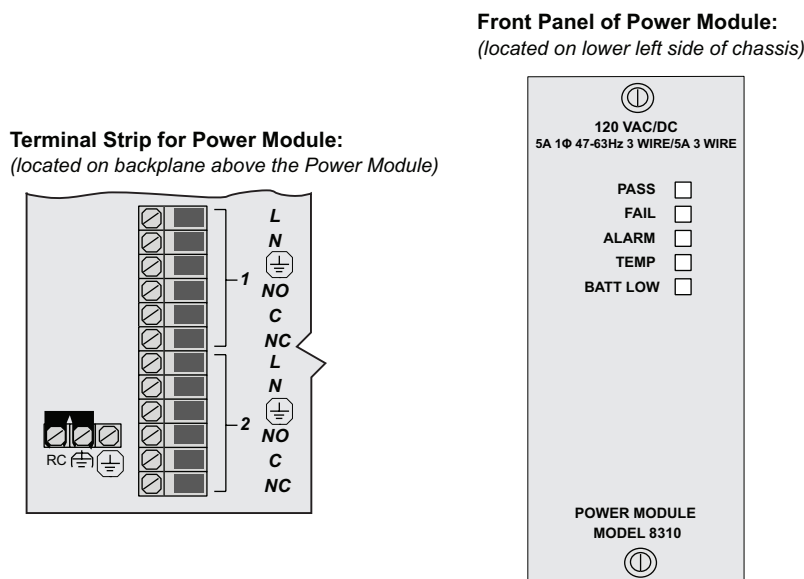 Front Panel of Power Module:
(located on lower left side of chassis)
120 VAC/DC
5A 1Φ 47-63Hz 3 WIRE/5A 3 WIRE
PASS
FAIL
ALARM
TEMP
BATT LOW
POWER MODULE
MODEL 8310
Terminal Strip for Power Module:
(located on backplane above the Power Module)
L
N
1
NO
C
NC
L
N
2
NO
C
NC
RC